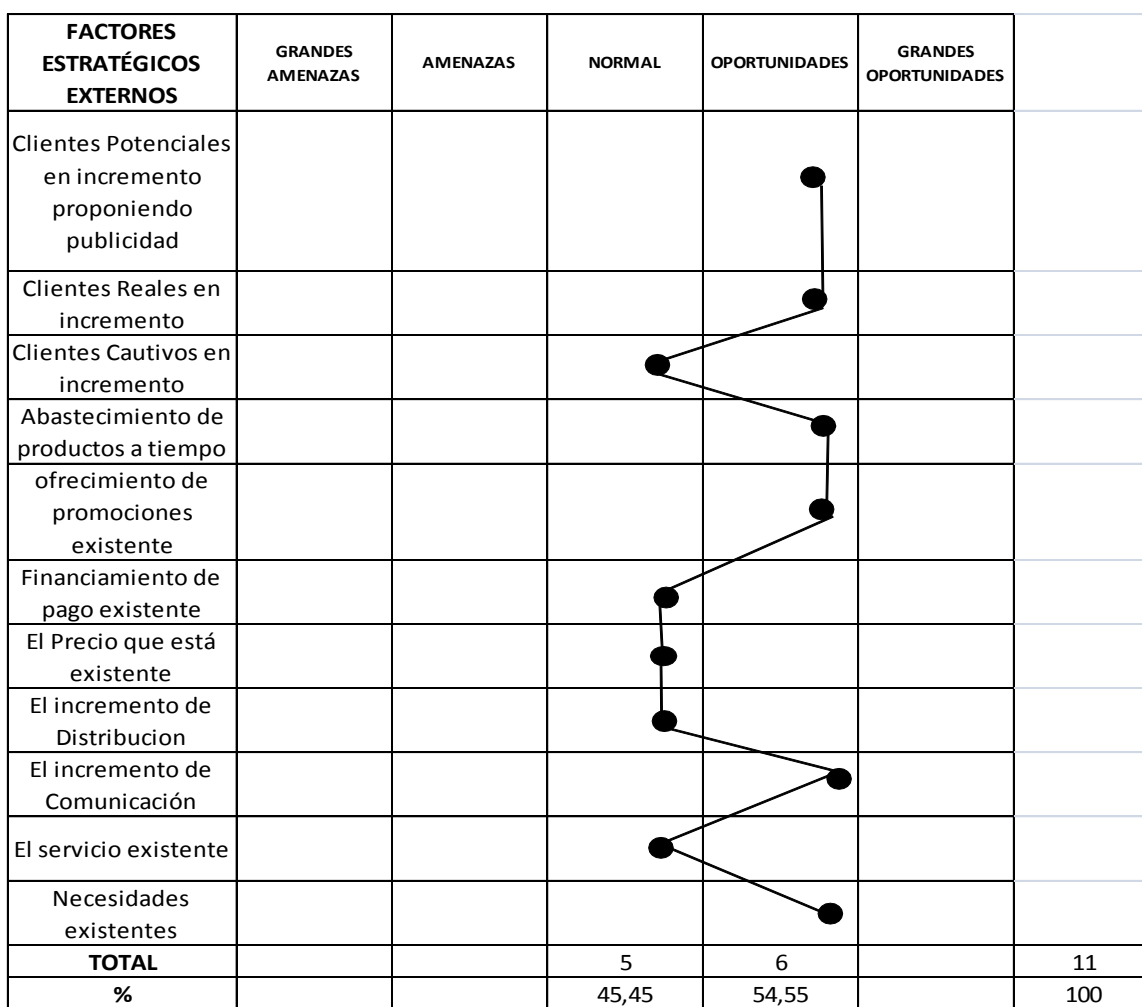 FACTORES
ESTRATÉGICOS
EXTERNOS
GRANDES
AMENAZAS
AMENAZAS
NORMAL
OPORTUNIDADES
GRANDES
OPORTUNIDADES
Clientes Potenciales
en incremento
proponiendo
publicidad
Clientes Reales en
incremento
Clientes Cautivos en
incremento
Abastecimiento de
productos a tiempo
ofrecimiento de
promociones
existente
Financiamiento de
pago existente
El Precio que está
existente
El incremento de
Distribucion
El incremento de
Comunicación
El servicio existente
Necesidades
existentes
TOTAL 5 6 11
% 45,45 54,55 100